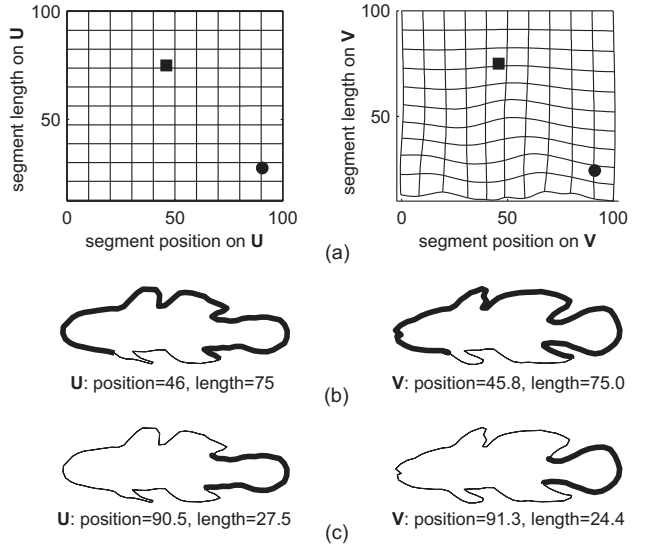 100
50
segment length on U
0
50
100
segment position on U
100
50
segment length on V
0
50
100
segment position on V
(a)
U: position=46, length=75
V: position=45.8, length=75.0
(b)
U: position=90.5, length=27.5
V: position=91.3, length=24.4
(c)